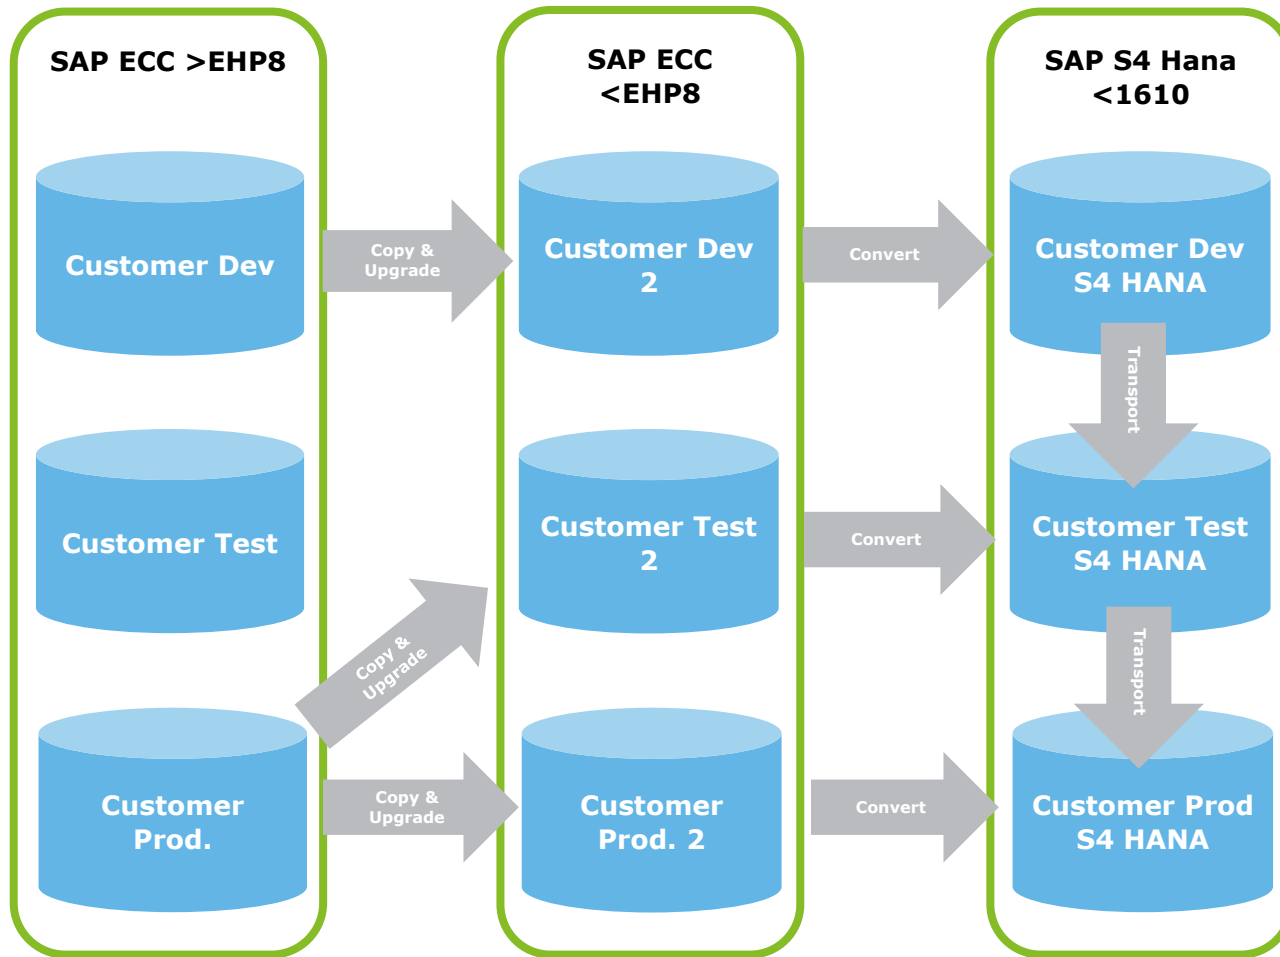 SAP ECC >EHP8
SAP ECC
<EHP8
SAP S4 Hana
<1610
Customer Dev
Copy &
Upgrade
Customer Dev
2
Convert
Customer Dev
S4 HANA
Transport
Customer Test
Customer Test
2
Convert
Customer Test
S4 HANA
Copy &
Upgrade
Transport
Customer
Prod.
Copy &
Upgrade
Customer
Prod. 2
Convert
Customer Prod
S4 HANA